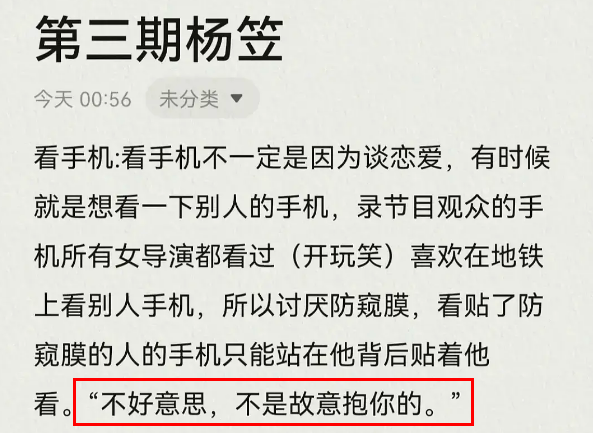 第三期杨笠
今天 00:56 未分类
看手机:看手机不一定是因为谈恋爱，有时候
就是想看一下别人的手机，录节目观众的手
机所有女导演都看过（开玩笑）喜欢在地铁
上看别人手机，所以讨厌防窥膜，看贴了防
窥膜的人的手机只能站在他背后贴着他
看。“不好意思，不是故意抱你的。”